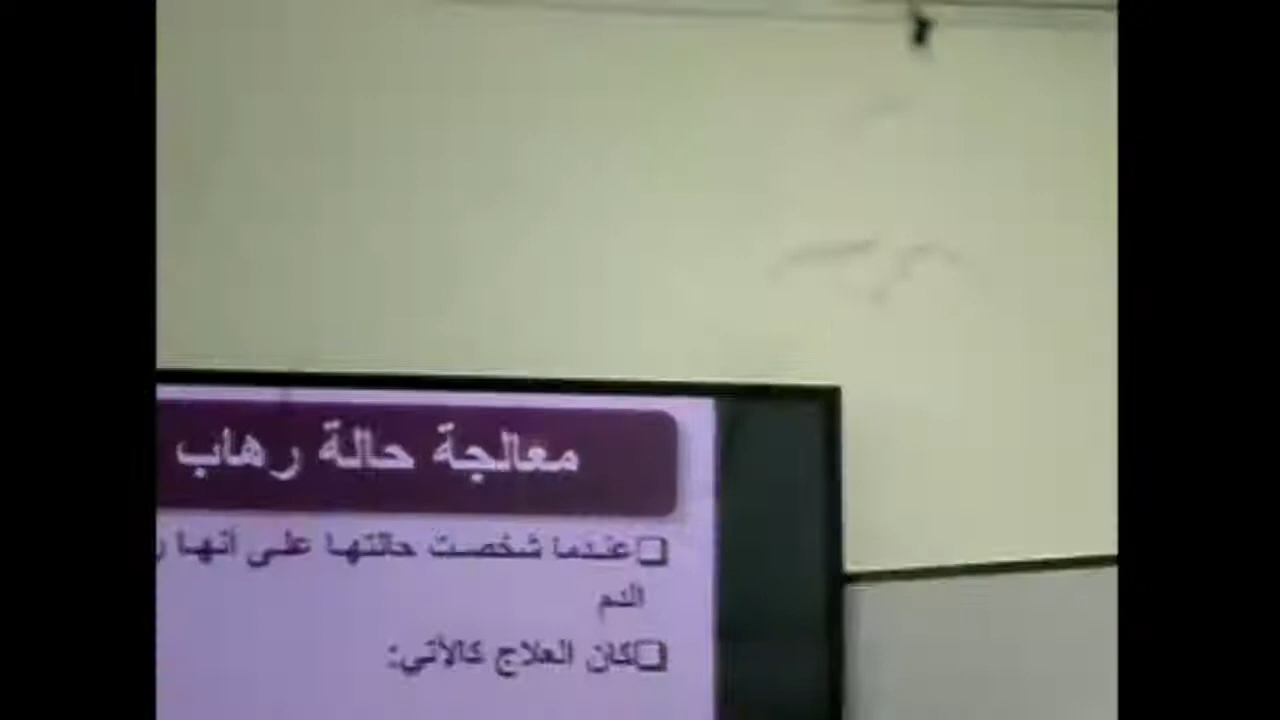 معالجة حالة رهاب
عندما شخصت حالتها على أنها
الدم
كان العلاج كالآتي: